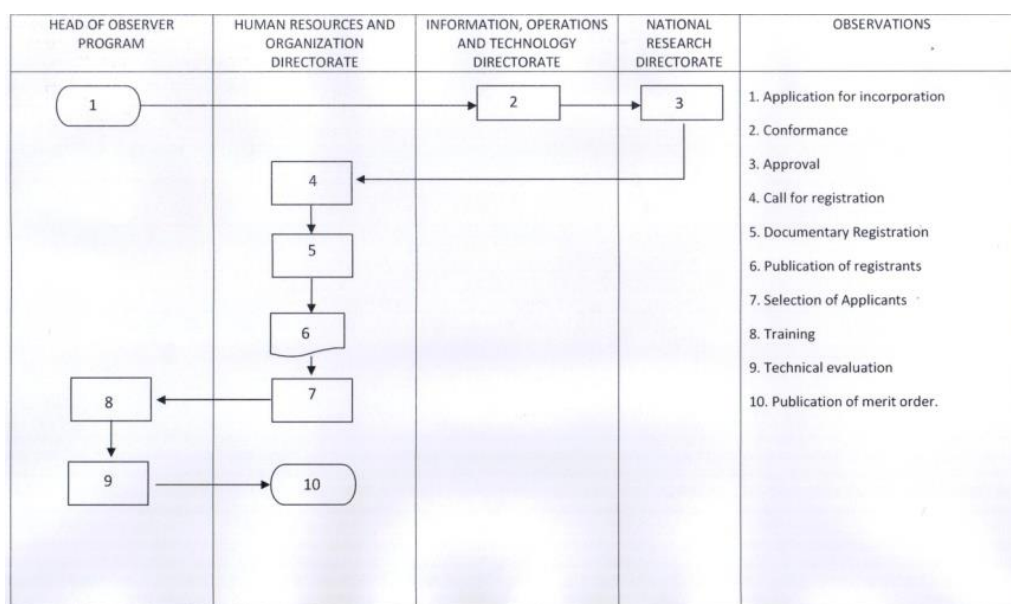 HEAD OF OBSERVER
PROGRAM
HUMAN RESOURCES AND
ORGANIZATION
DIRECTORATE
INFORMATION, OPERATIONS
AND TECHNOLOGY
DIRECTORATE
NATIONAL
RESEARCH
DIRECTORATE
OBSERVATIONS
1
2
3
4
5
6
7
8
9
10
1. Application for incorporation
2. Conformance
3. Approval
4. Call for registration
5. Documentary Registration
6. Publication of registrants
7. Selection of Applicants
8. Training
9. Technical evaluation
10. Publication of merit order.